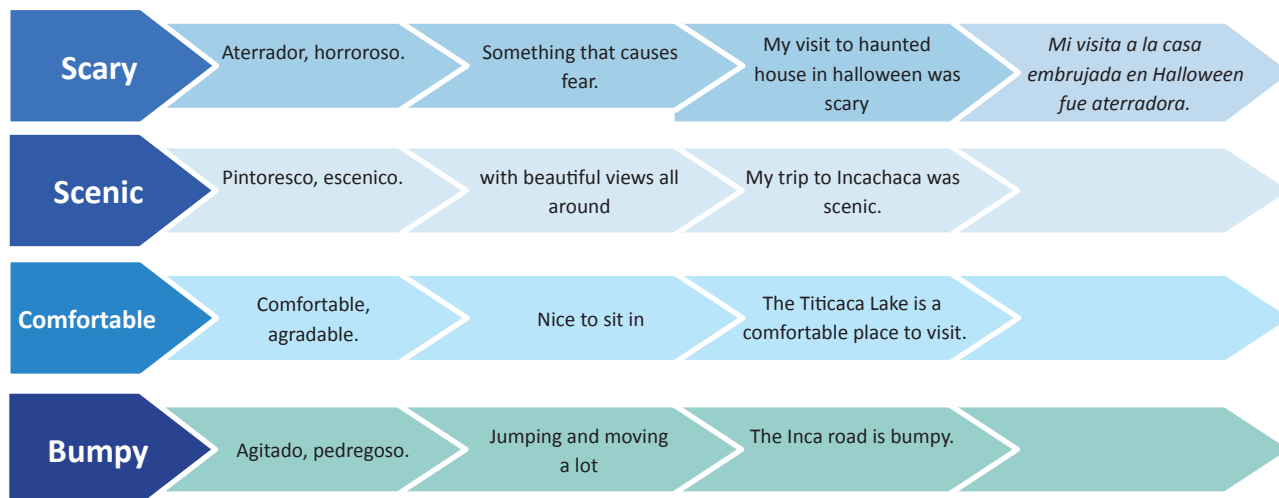 Scary
Aterrador, horroroso.
Something that causes
fear.
My visit to haunted
house in halloween was
scary
Mi visita a la casa
embrujada en Halloween
fue aterradora.
Scenic
Pintoresco, escenico.
with beautiful views all
around
My trip to Incachaca was
scenic.
Comfortable
Comfortable,
agradable.
Nice to sit in
The Titicaca Lake is a
comfortable place to visit.
Bumpy
Agitado, pedregoso.
Jumping and moving
a lot
The Inca road is bumpy.